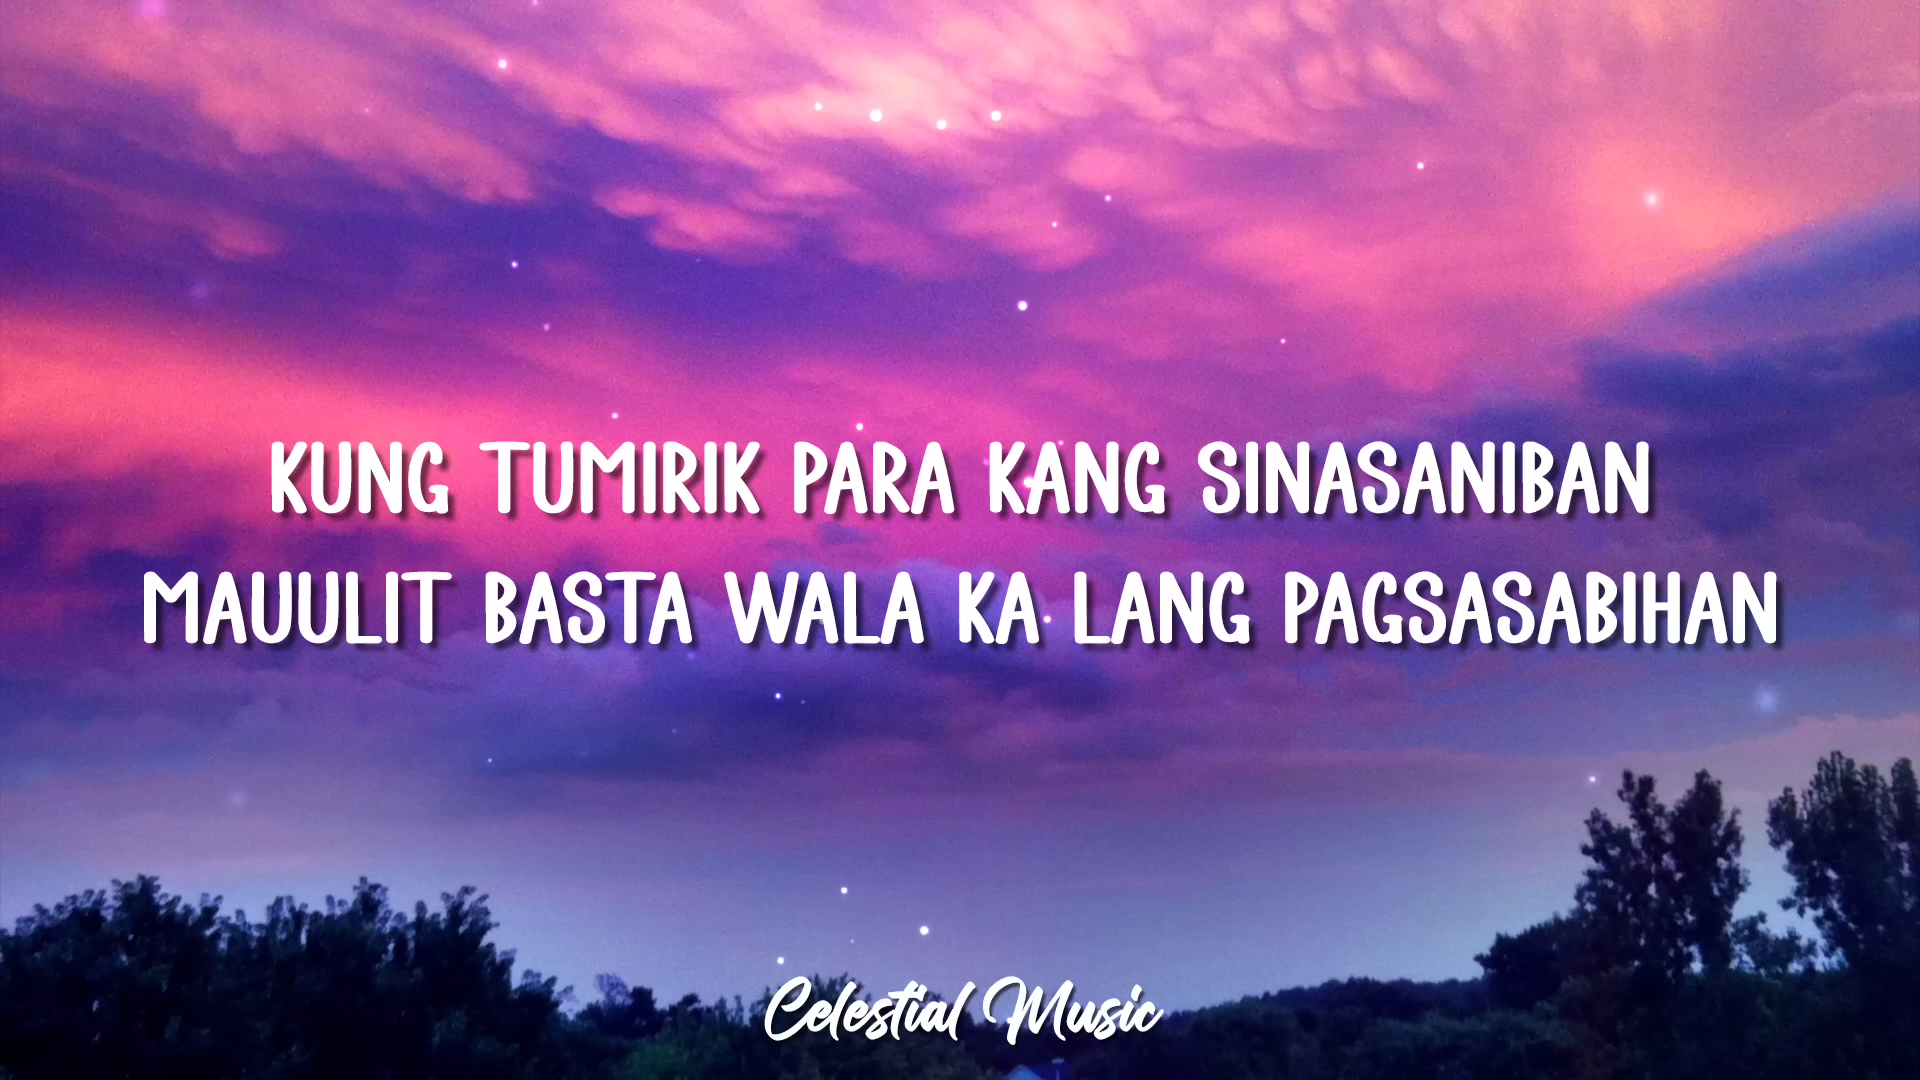 KUNG TUMIRIK PARA KANG SINASANIBAN
MAUULIT BASTA WALA KA LANG PAGSASABIHAN
Celestial Music